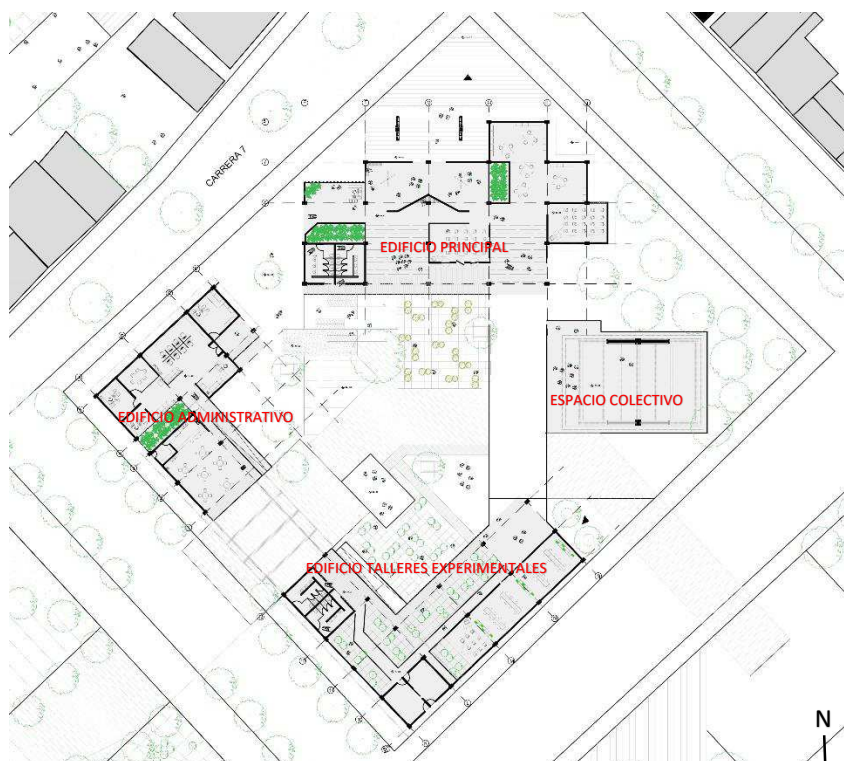 CARRERA 7
EDIFICIO PRINCIPAL
ESPACIO COLECTIVO
EDIFICIO ADMINISTRATIVO
EDIFICIO TALLERES EXPERIMENTALES
N